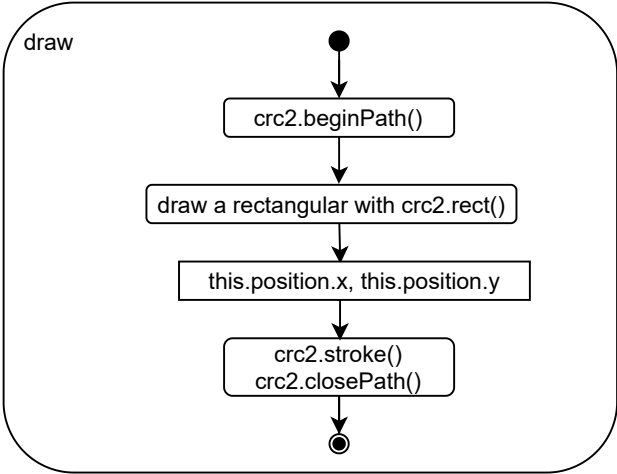 draw
crc2.beginPath()
draw a rectangular with crc2.rect()
this.position.x, this.position.y
crc2.stroke()
crc2.closePath()